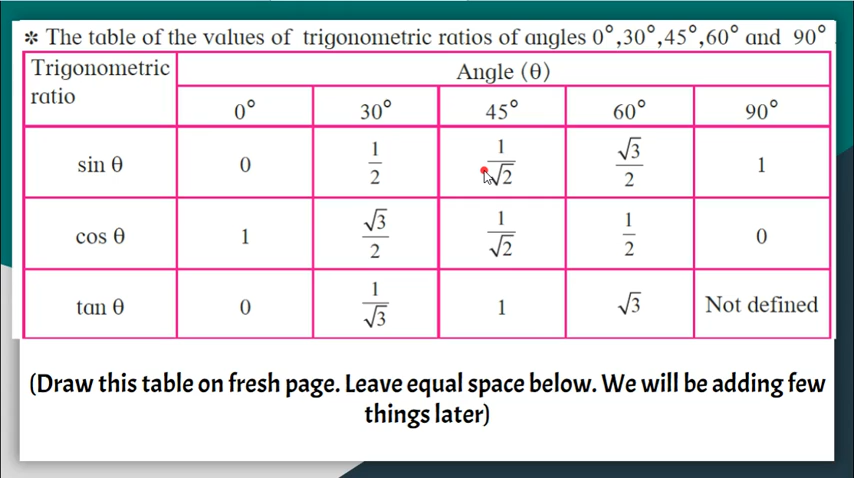 * The table of the values of trigonometric ratios of angles 0°,30°,45°,60° and 90°
Trigonometric ratio Angle (θ)
0° 30° 45° 60° 90°
sin θ 0 1/2 1/√2 √3/2 1
cos θ 1 √3/2 1/√2 1/2 0
tan θ 0 1/√3 1 √3 Not defined
(Draw this table on fresh page. Leave equal space below. We will be adding few
things later)